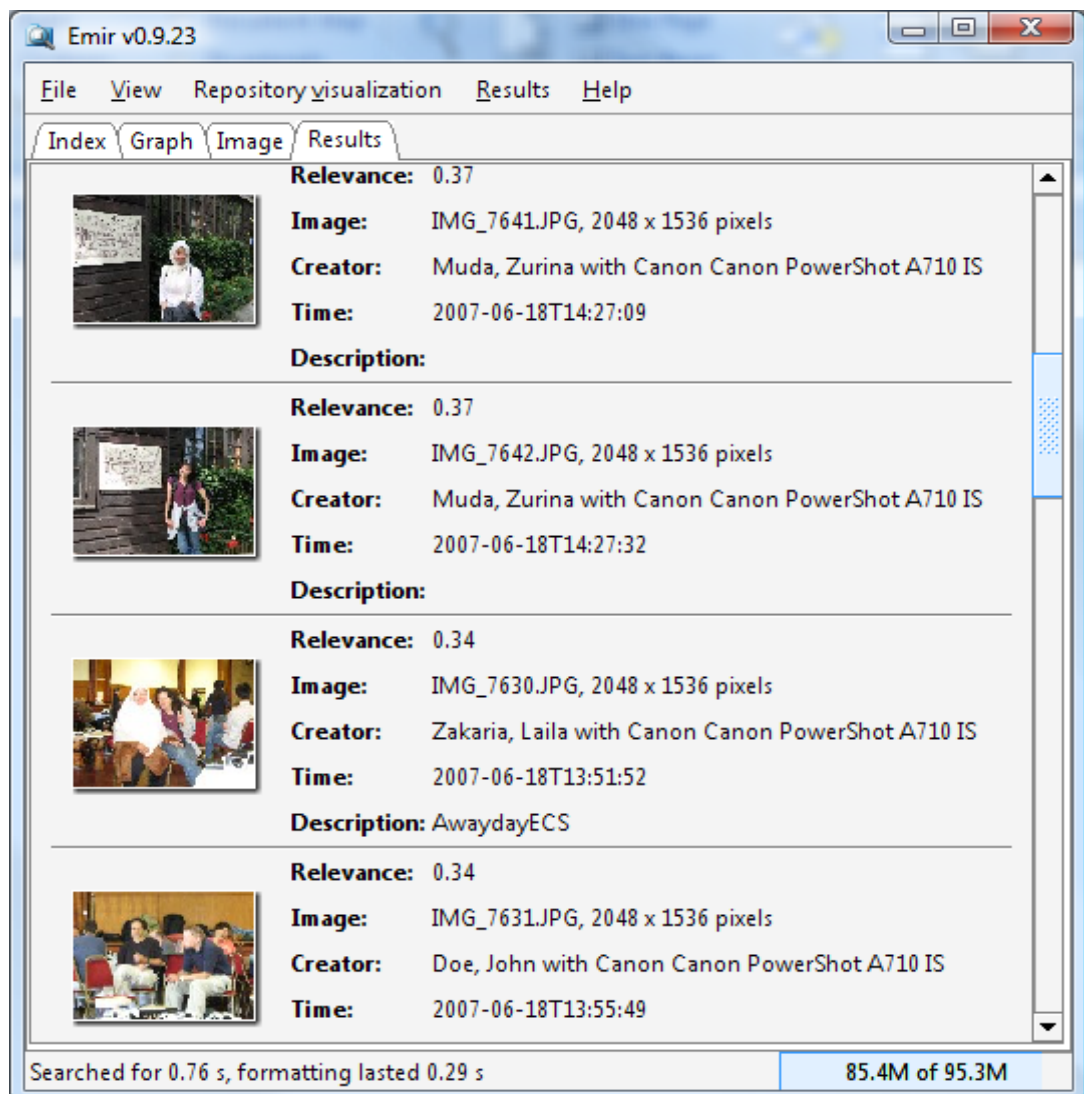 Emir v0.9.23
File View Repository visualization Results Help
Index Graph Image Results
Relevance: 0.37
Image: IMG_7641.JPG, 2048 x 1536 pixels
Creator: Muda, Zurina with Canon Canon PowerShot A710 IS
Time: 2007-06-18T14:27:09
Description:
Relevance: 0.37
Image: IMG_7642.JPG, 2048 x 1536 pixels
Creator: Muda, Zurina with Canon Canon PowerShot A710 IS
Time: 2007-06-18T14:27:32
Description:
Relevance: 0.34
Image: IMG_7630.JPG, 2048 x 1536 pixels
Creator: Zakaria, Laila with Canon Canon PowerShot A710 IS
Time: 2007-06-18T13:51:52
Description: AwaydayECS
Relevance: 0.34
Image: IMG_7631.JPG, 2048 x 1536 pixels
Creator: Doe, John with Canon Canon PowerShot A710 IS
Time: 2007-06-18T13:55:49
Searched for 0.76 s, formatting lasted 0.29 s 85.4M of 95.3M